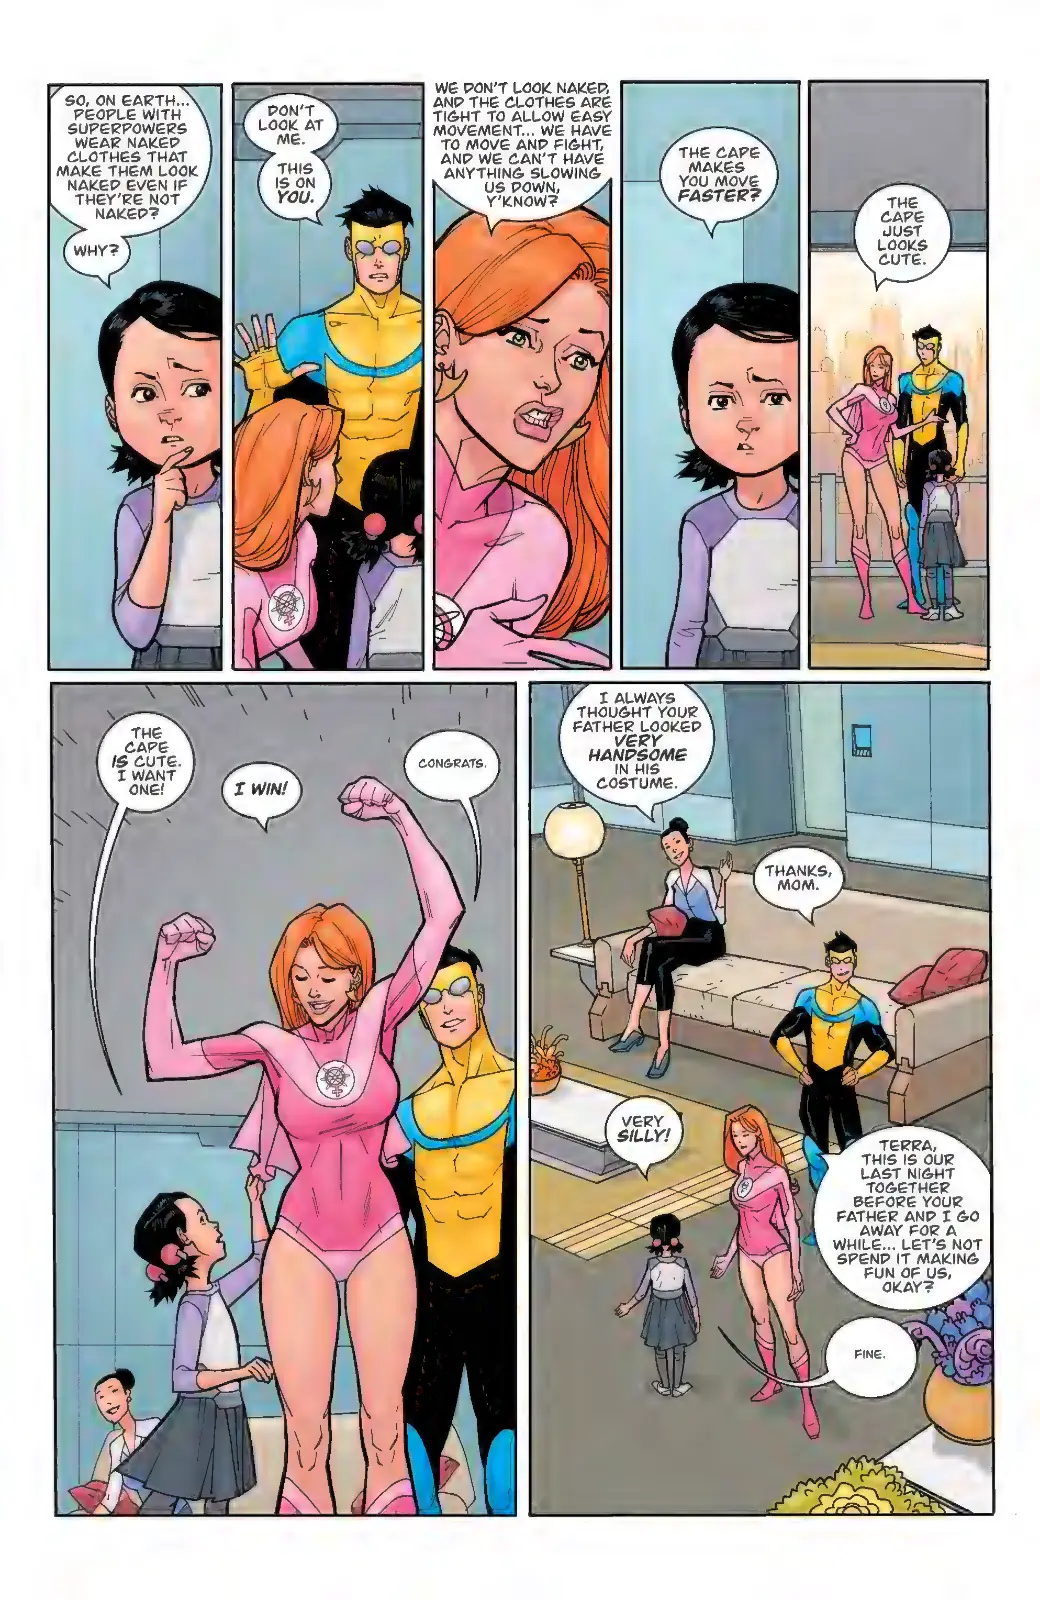 SO, ON EARTH...
PEOPLE WITH
SUPERPOWERS
WEAR NAKED
CLOTHES THAT
MAKE THEM LOOK
NAKED EVEN IF
THEY'RE NOT
NAKED?
WHY?
DON'T
LOOK AT
ME.
THIS
IS ON
YOU.
WE DON'T LOOK NAKED,
AND THE CLOTHES ARE
TIGHT TO ALLOW EASY
MOVEMENT... WE HAVE
TO MOVE AND FIGHT,
AND WE CAN'T HAVE
ANYTHING SLOWING
US DOWN,
Y'KNOW?
THE CAPE
MAKES
YOU MOVE
FASTER?
THE
CAPE
JUST
LOOKS
CUTE.
THE
CAPE
IS CUTE.
I WANT
ONE!
I WIN!
CONGRATS.
I ALWAYS
THOUGHT YOUR
FATHER LOOKED
VERY
HANDSOME
IN HIS
COSTUME.
THANKS,
MOM.
VERY
SILLY!
TERRA,
THIS IS OUR
LAST NIGHT
TOGETHER
BEFORE YOUR
FATHER AND I GO
AWAY FOR A
WHILE... LET'S NOT
SPEND IT MAKING
FUN OF US,
OKAY?
FINE.